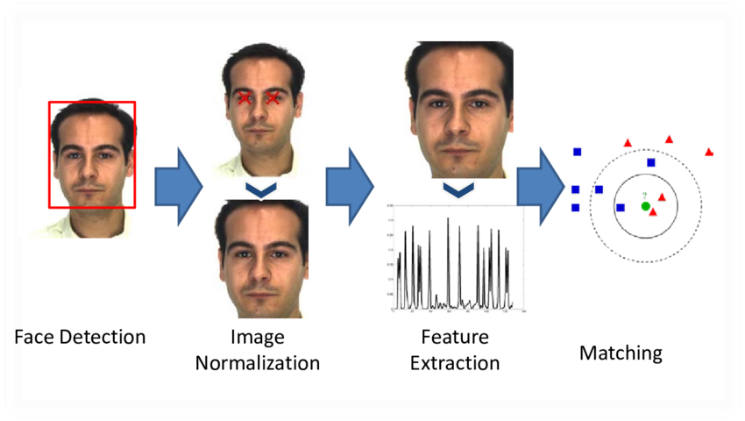 ?
Face Detection
Image
Normalization
Feature
Extraction
Matching